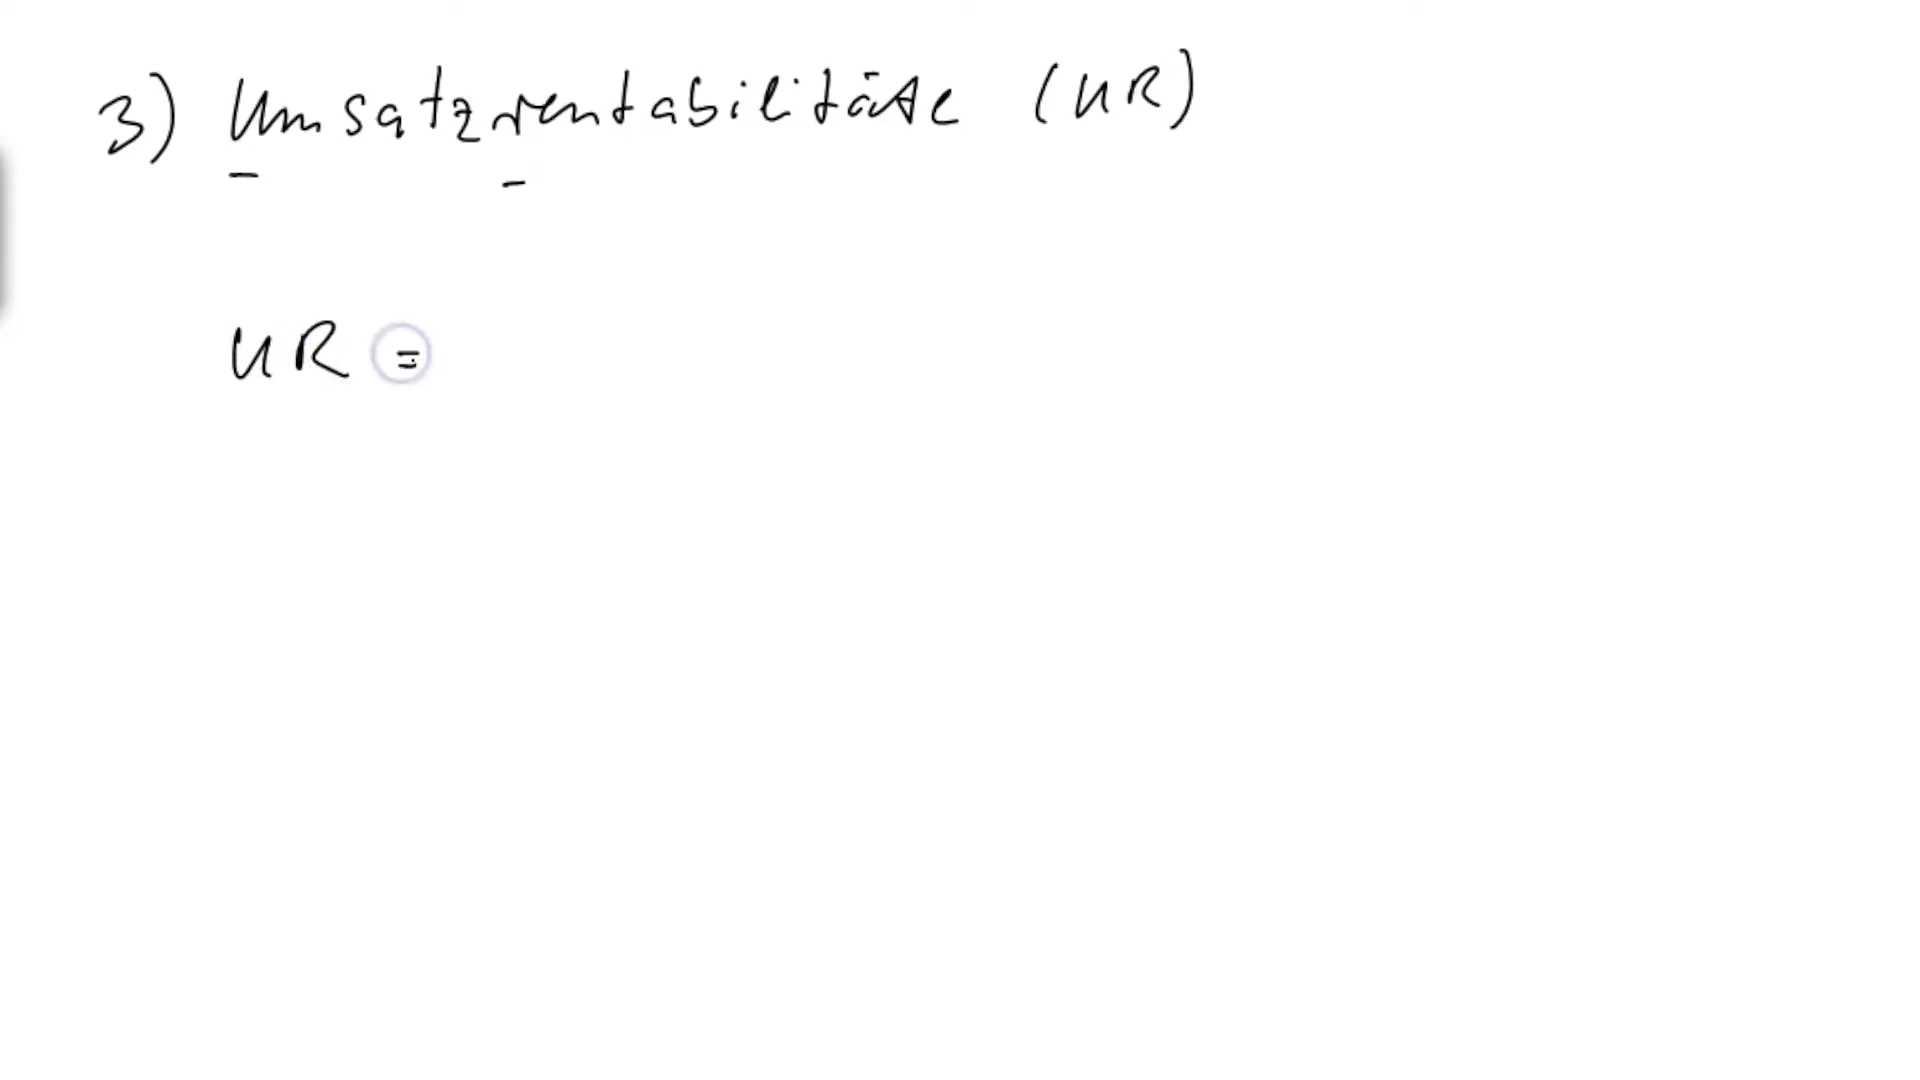 3) Umsatzrentabilität (UR)
UR =